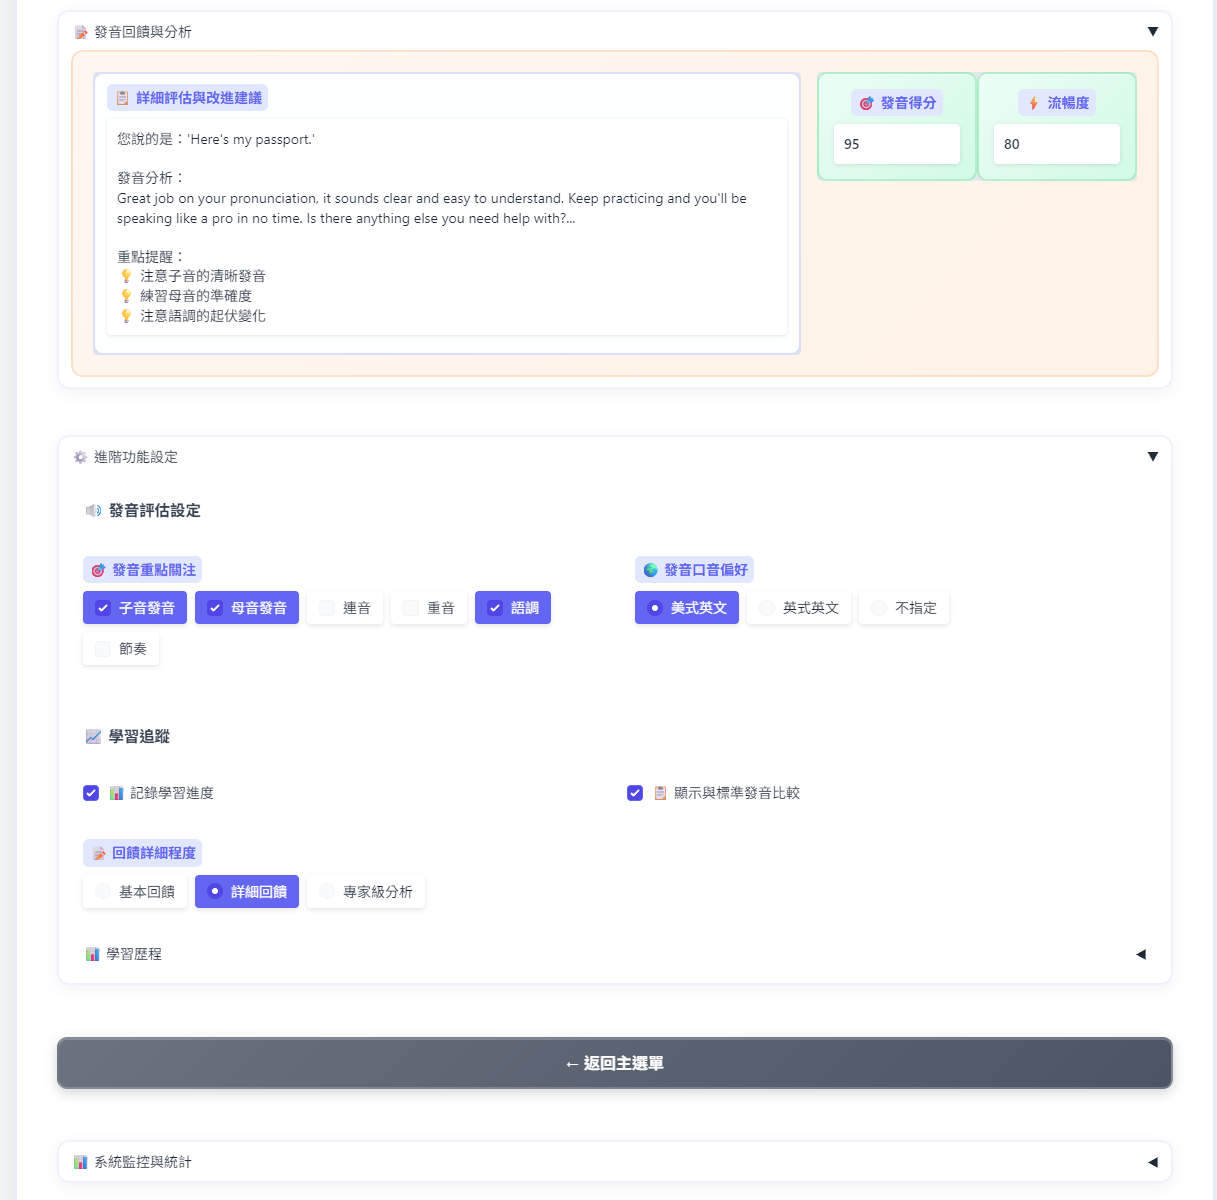 發音回饋與分析
詳細評估與改進建議
您說的是：'Here's my passport.'
發音分析：
Great job on your pronunciation, it sounds clear and easy to understand. Keep practicing and you'll be
speaking like a pro in no time. Is there anything else you need help with?...
重點提醒：
注意子音的清晰發音
練習母音的準確度
注意語調的起伏變化
發音得分
95
流暢度
80
進階功能設定
發音評估設定
發音重點關注
子音發音 母音發音 連音 重音 語調
節奏
發音口音偏好
美式英文 英式英文 不指定
學習追蹤
記錄學習進度
顯示與標準發音比較
回饋詳細程度
基本回饋 詳細回饋 專家級分析
學習歷程
← 返回主選單
系統監控與統計